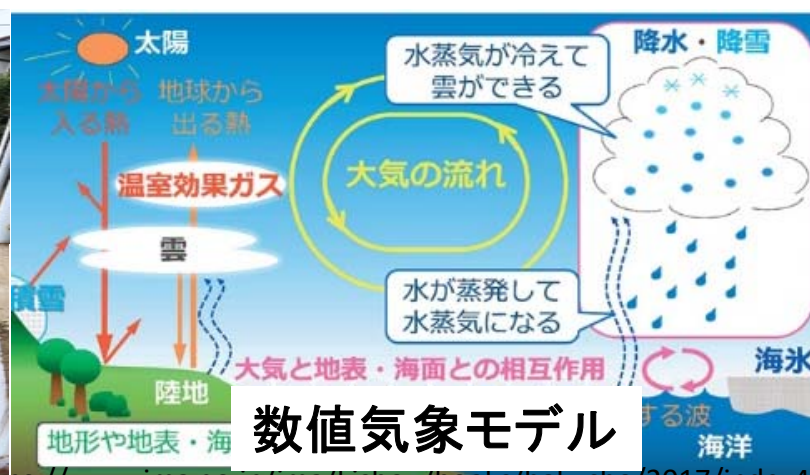 太陽
太陽から
入る熱
地球から
出る熱
温室効果ガス
雲
積雪
大気の流れ
水蒸気が冷えて
雲ができる
降水・降雪
水が蒸発して
水蒸気になる
大気と地表・海面との相互作用
海氷
陸地
地形や地表・海
数値気象モデル
する波
海洋